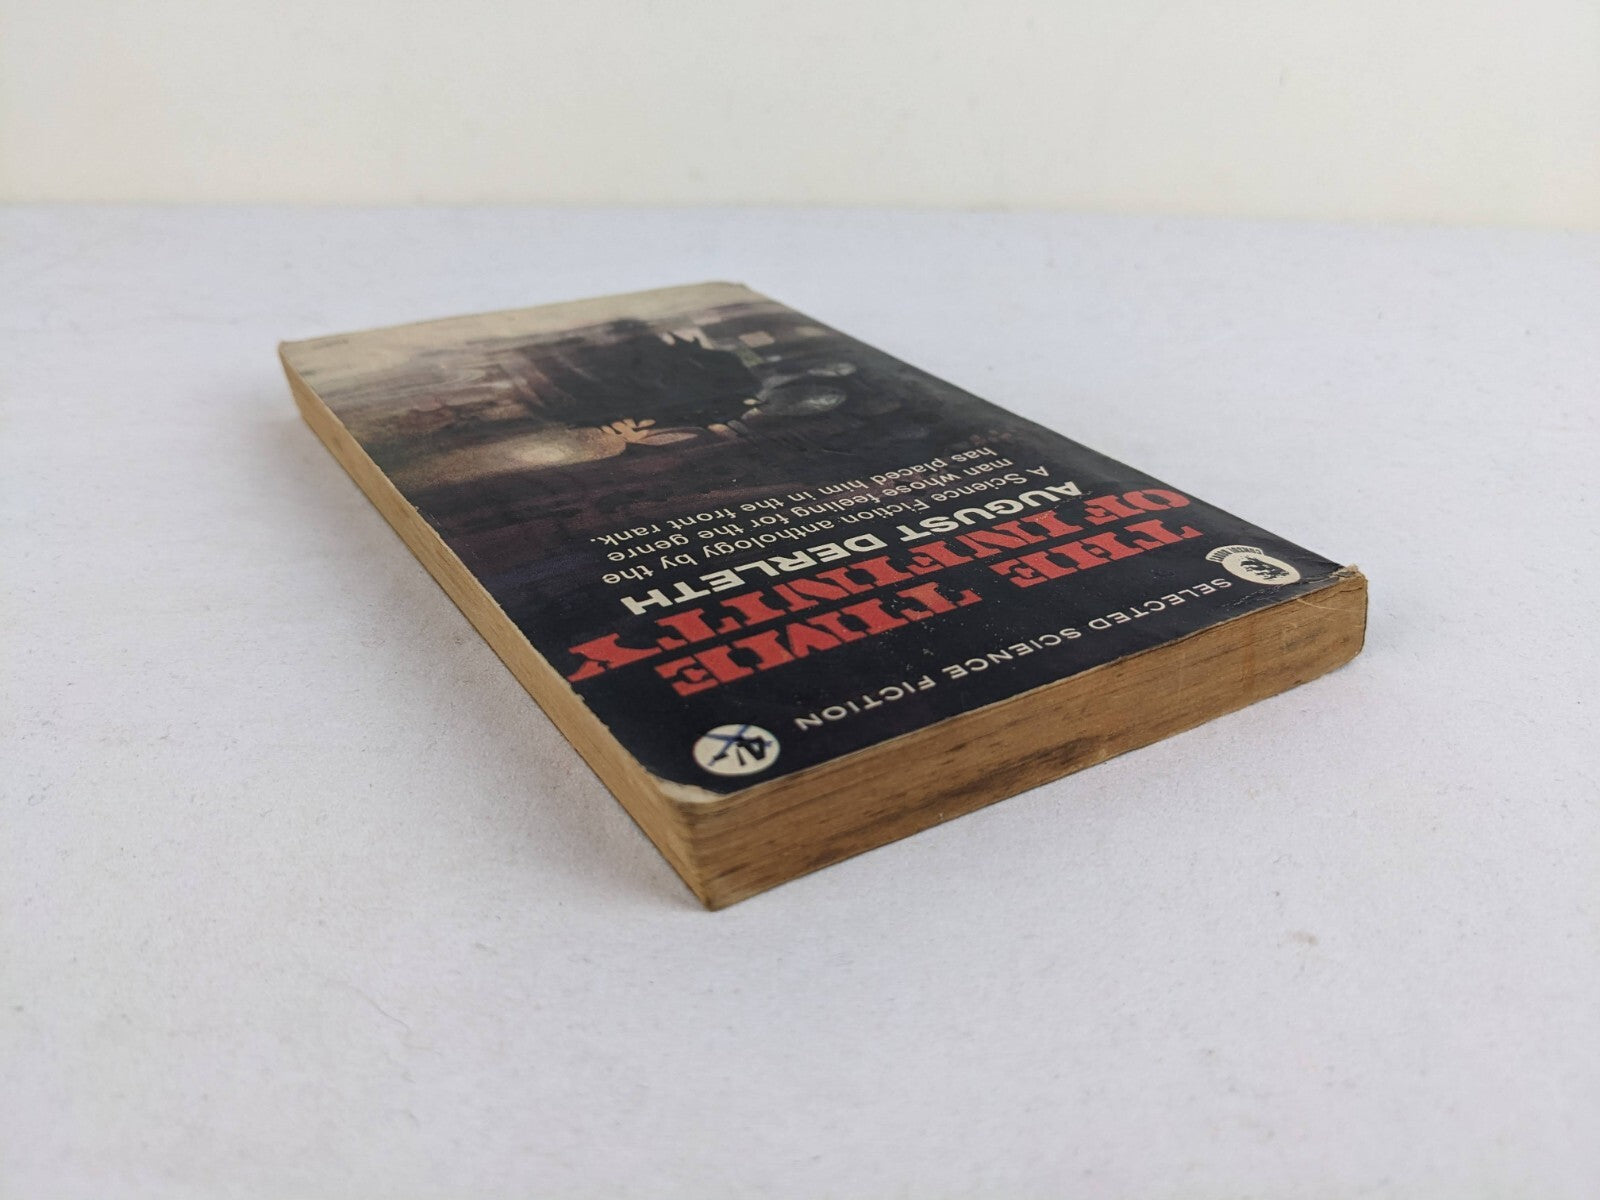 SELECTED SCIENCE FICTION
4/-
THE TIME
OF INFINITY
AUGUST DERLETH
A Science Fiction anthology by the
man whose feeling for the genre
has placed him in the front rank.